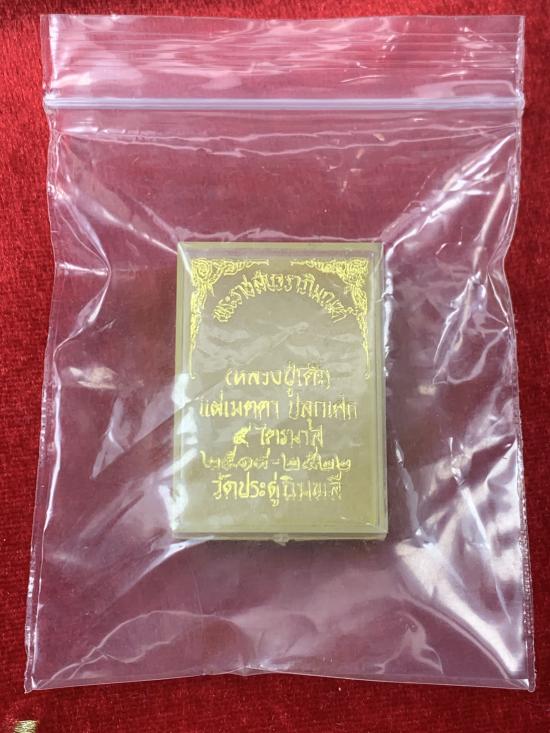 พระราชสังวราภิมณฑ์
(หลวงปู่โต๊ะ)
แผ่เมตตา ปลุกเสก
๕ ไตรมาส
๒๕๑๘-๒๕๒๒
วัดประดู่ฉิมพลี